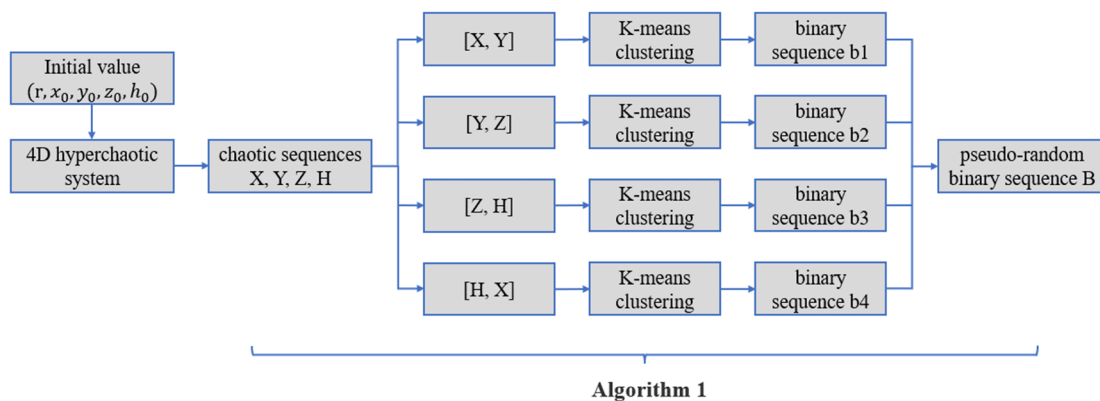 Initial value
(r, x₀, y₀, z₀, h₀)
4D hyperchaotic
system
chaotic sequences
X, Y, Z, H
[X, Y]
K-means
clustering
binary
sequence b1
[Y, Z]
K-means
clustering
binary
sequence b2
[Z, H]
K-means
clustering
binary
sequence b3
[H, X]
K-means
clustering
binary
sequence b4
pseudo-random
binary sequence B
Algorithm 1